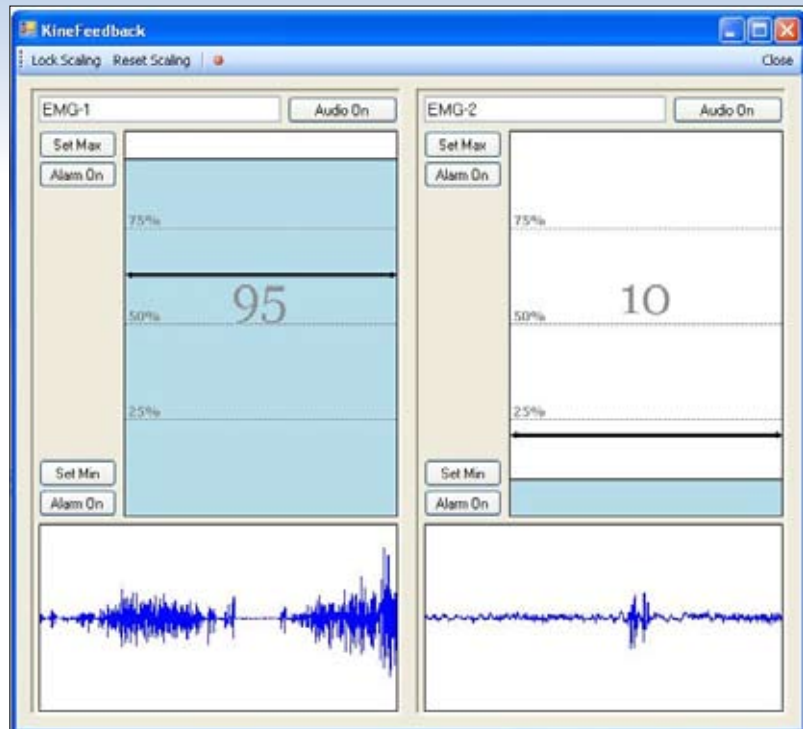 KineFeedback
Lock Scaling Reset Scaling Close
EMG-1 Audio On
Set Max
Alarm On
75%
95
50%
25%
Set Min
Alarm On
EMG-2 Audio On
Set Max
Alarm On
75%
10
50%
25%
Set Min
Alarm On